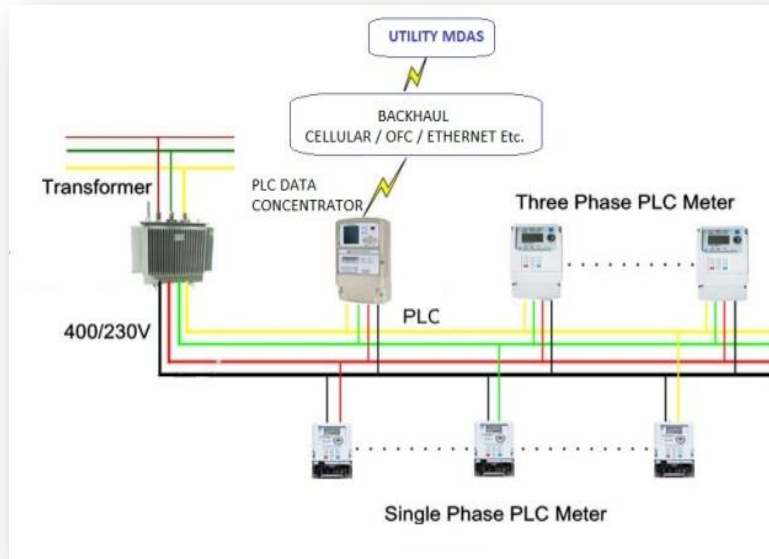 UTILITY MDAS
BACKHAUL
CELLULAR / OFC / ETHERNET Etc.
Transformer
PLC DATA
CONCENTRATOR
Three Phase PLC Meter
400/230V
PLC
Single Phase PLC Meter